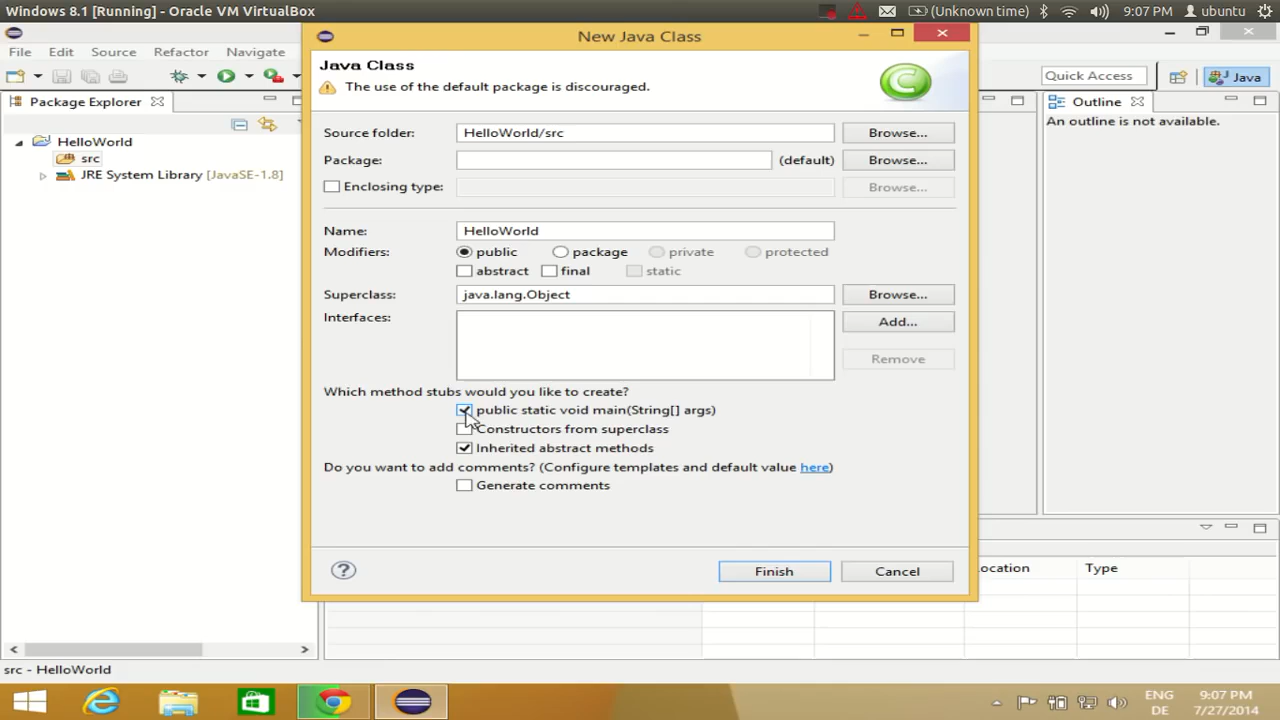 Windows 8.1 [Running] - Oracle VM VirtualBox
(Unknown time) 9:07 PM ubuntu
New Java Class
File Edit Source Refactor Navigate
Java Class
The use of the default package is discouraged.
Quick Access Java
Package Explorer
Outline
An outline is not available.
HelloWorld
src
JRE System Library [JavaSE-1.8]
Source folder: HelloWorld/src Browse...
Package: (default) Browse...
Enclosing type: Browse...
Name: HelloWorld
Modifiers: public package private protected
abstract final static
Superclass: java.lang.Object Browse...
Interfaces: Add...
Remove
Which method stubs would you like to create?
public static void main(String[] args)
Constructors from superclass
Inherited abstract methods
Do you want to add comments? (Configure templates and default value here)
Generate comments
Finish Cancel
ocation Type
src - HelloWorld
ENG 9:07 PM
DE 7/27/2014